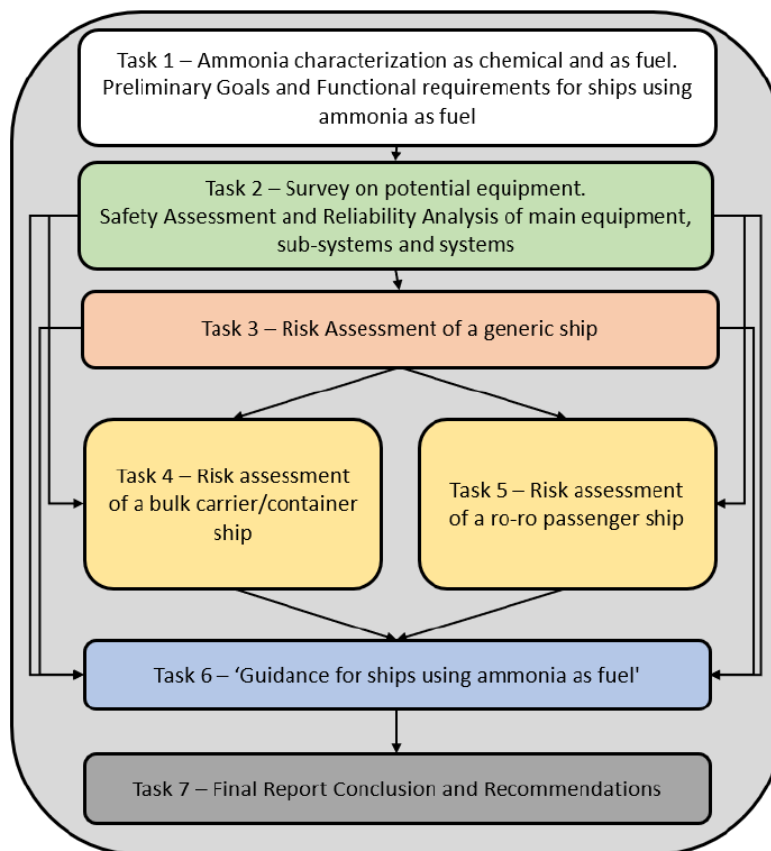 Task 1 – Ammonia characterization as chemical and as fuel.
Preliminary Goals and Functional requirements for ships using
ammonia as fuel
Task 2 – Survey on potential equipment.
Safety Assessment and Reliability Analysis of main equipment,
sub-systems and systems
Task 3 – Risk Assessment of a generic ship
Task 4 – Risk assessment
of a bulk carrier/container
ship
Task 5 – Risk assessment
of a ro-ro passenger ship
Task 6 – ‘Guidance for ships using ammonia as fuel'
Task 7 – Final Report Conclusion and Recommendations